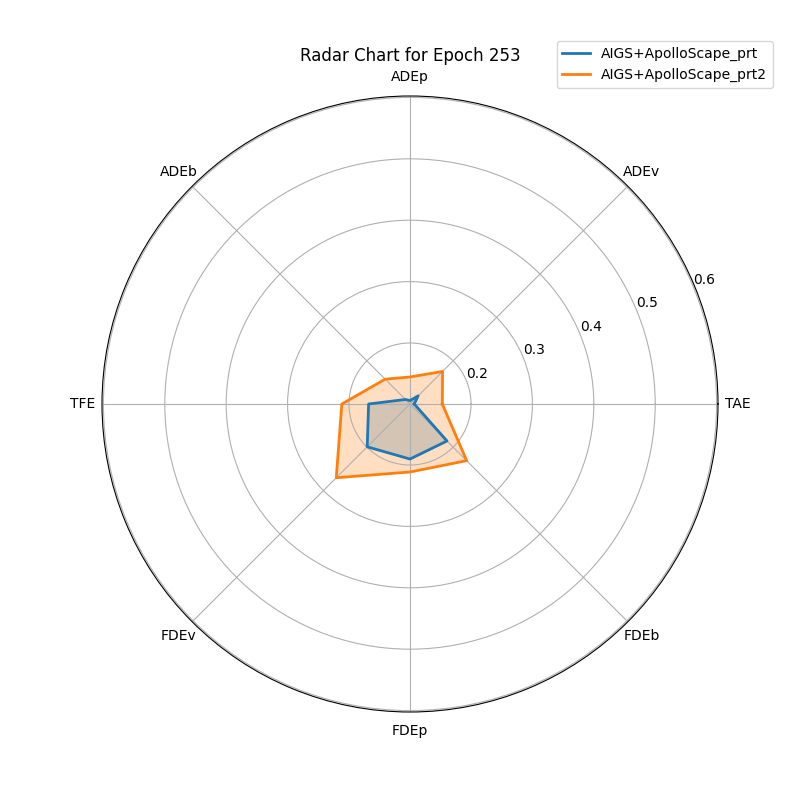 Radar Chart for Epoch 253
AIGS+ApolloScape_prt
AIGS+ApolloScape_prt2
ADEp
ADEb
ADEv
0.6
0.5
0.4
0.3
0.2
TFE
TAE
FDEv
FDEb
FDEp